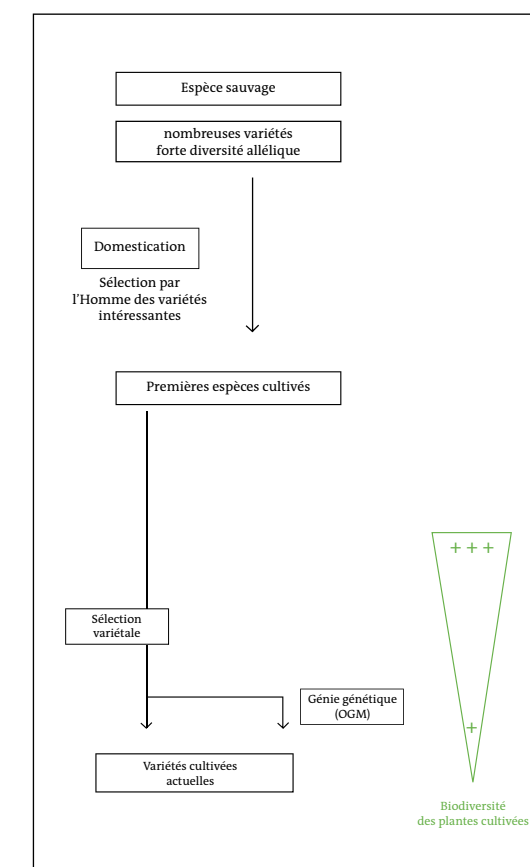 Espèce sauvage
nombreuses variétés
forte diversité allélique
Domestication
Sélection par
l'Homme des variétés
intéressantes
Premières espèces cultivés
+ + +
Sélection
variétale
Génie génétique
(OGM)
+
Variétés cultivées
actuelles
Biodiversité
des plantes cultivées